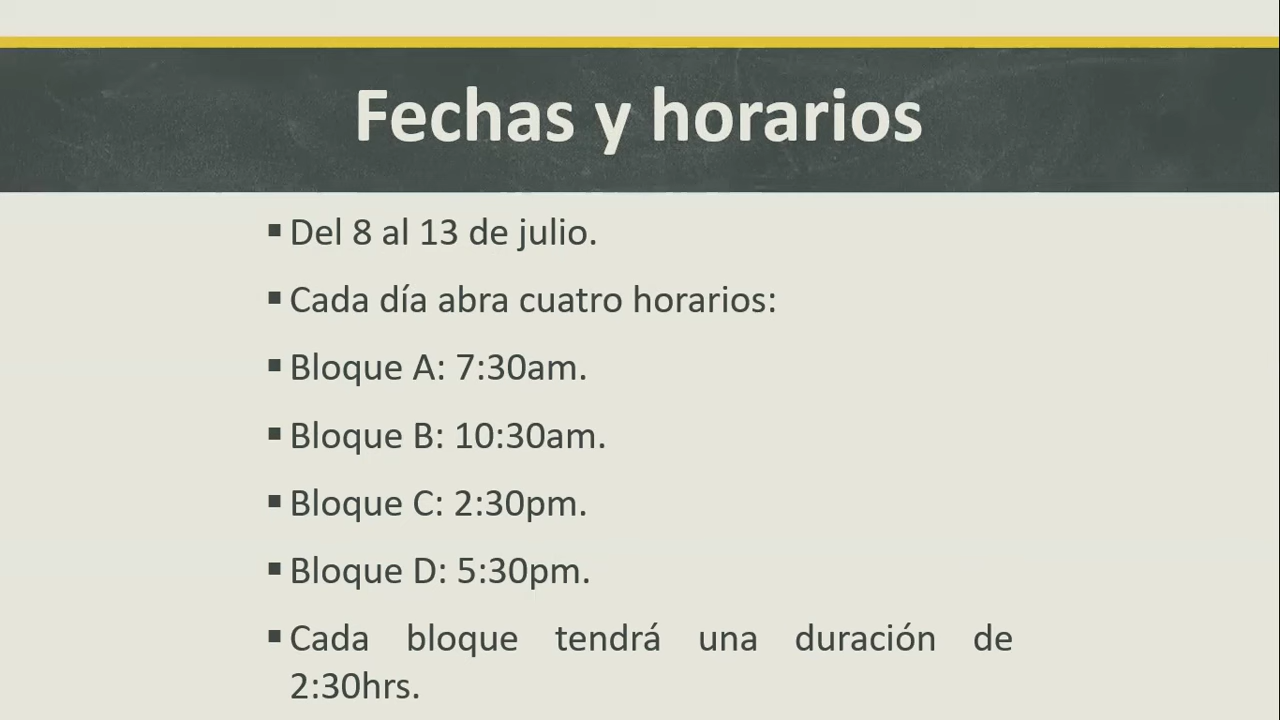 Fechas y horarios
▪ Del 8 al 13 de julio.
▪ Cada día abra cuatro horarios:
▪ Bloque A: 7:30am.
▪ Bloque B: 10:30am.
▪ Bloque C: 2:30pm.
▪ Bloque D: 5:30pm.
▪ Cada bloque tendrá una duración de
2:30hrs.